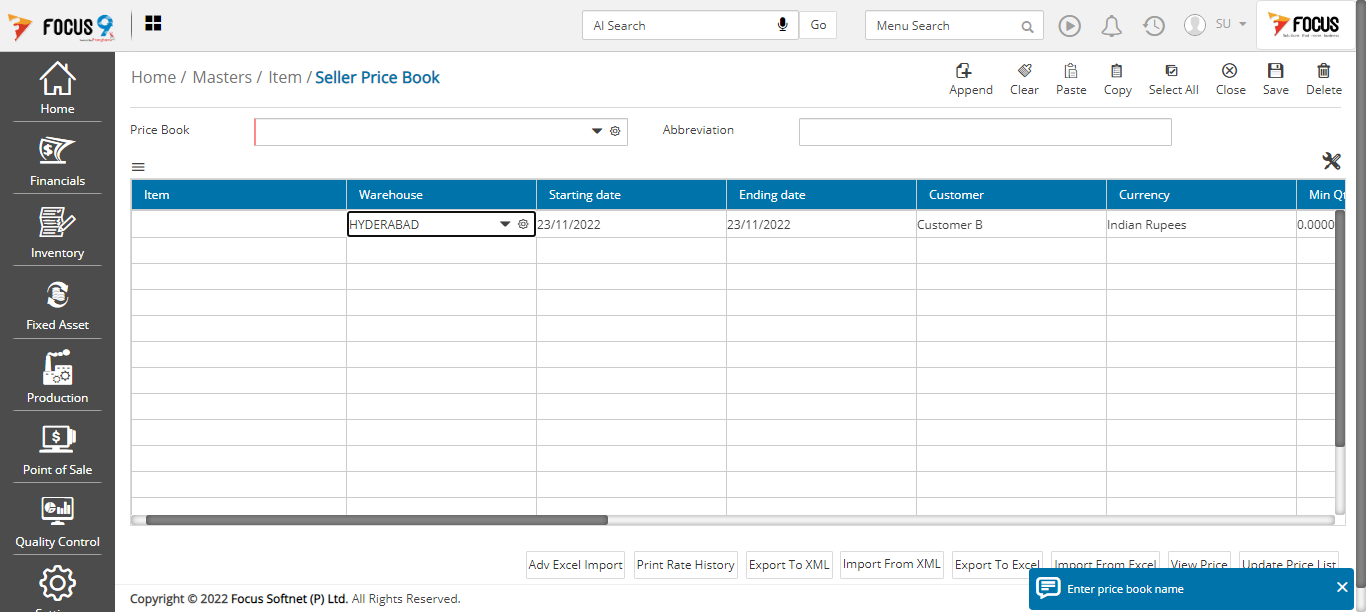 FOCUS 9
AI Search
Go
Menu Search
SU
FOCUS
Home
Financials
Inventory
Fixed Asset
Production
Point of Sale
Quality Control
Home / Masters / Item / Seller Price Book
Append
Clear
Paste
Copy
Select All
Close
Save
Delete
Price Book
Abbreviation
Item Warehouse Starting date Ending date Customer Currency Min Qt
HYDERABAD 23/11/2022 23/11/2022 Customer B Indian Rupees 0.0000
Adv Excel Import
Print Rate History
Export To XML
Import From XML
Export To Excel
Import From Excel
View Price
Update Price List
Enter price book name
Copyright © 2022 Focus Softnet (P) Ltd. All Rights Reserved.